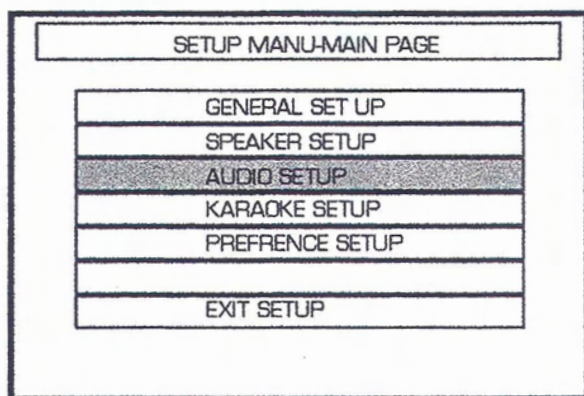 SETUP MANU-MAIN PAGE
GENERAL SET UP
SPEAKER SETUP
AUDIO SETUP
KARAOKE SETUP
PREFRENCE SETUP
EXIT SETUP